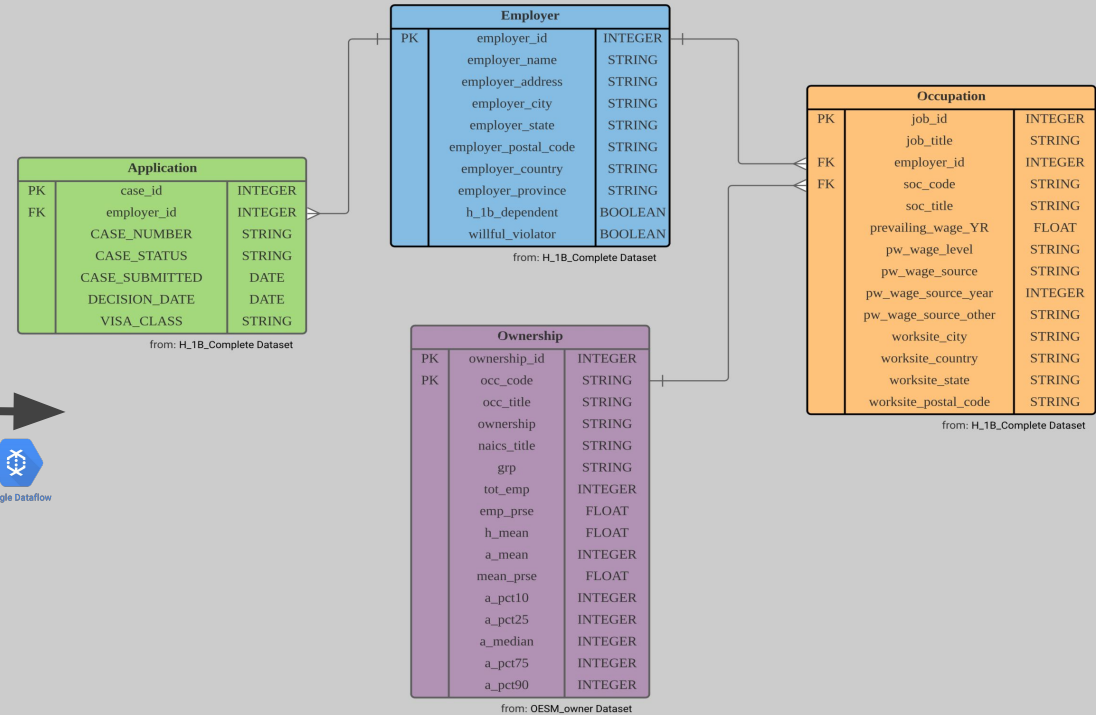 Employer
PK employer_id INTEGER
employer_name STRING
employer_address STRING
employer_city STRING
employer_state STRING
employer_postal_code STRING
employer_country STRING
employer_province STRING
h_1b_dependent BOOLEAN
willful_violator BOOLEAN
from: H_1B_Complete Dataset
Occupation
PK job_id INTEGER
job_title STRING
FK employer_id INTEGER
FK soc_code STRING
soc_title STRING
prevailing_wage_YR FLOAT
pw_wage_level STRING
pw_wage_source STRING
pw_wage_source_year INTEGER
pw_wage_source_other STRING
worksite_city STRING
worksite_country STRING
worksite_state STRING
worksite_postal_code STRING
from: H_1B_Complete Dataset
Application
PK case_id INTEGER
FK employer_id INTEGER
CASE_NUMBER STRING
CASE_STATUS STRING
CASE_SUBMITTED DATE
DECISION_DATE DATE
VISA_CLASS STRING
from: H_1B_Complete Dataset
Ownership
PK ownership_id INTEGER
PK occ_code STRING
occ_title STRING
ownership STRING
naics_title STRING
grp STRING
tot_emp INTEGER
emp_prse FLOAT
h_mean FLOAT
a_mean INTEGER
mean_prse FLOAT
a_pct10 INTEGER
a_pct25 INTEGER
a_median INTEGER
a_pct75 INTEGER
a_pct90 INTEGER
from: OESM_owner Dataset
gle Dataflow